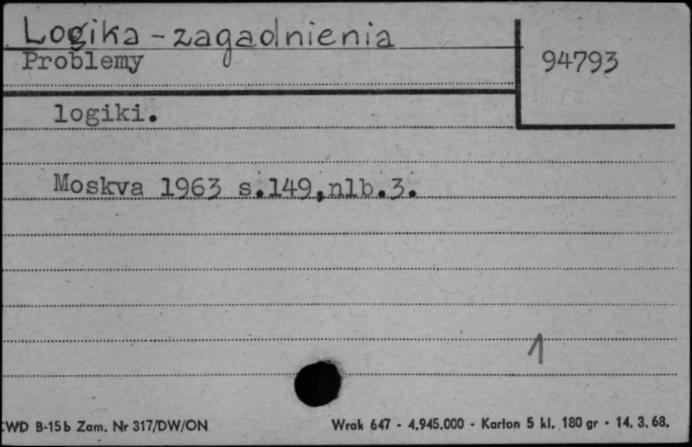 Logika - zagadnienia
Problemy
94793
logiki.
Moskva 1963 s.149,nlb.3.
1
CWD B-15b Zam. Nr 317/DW/ON
Wrak 647 - 4.945.000 - Karton 5 kl. 180 gr - 14. 3. 68.